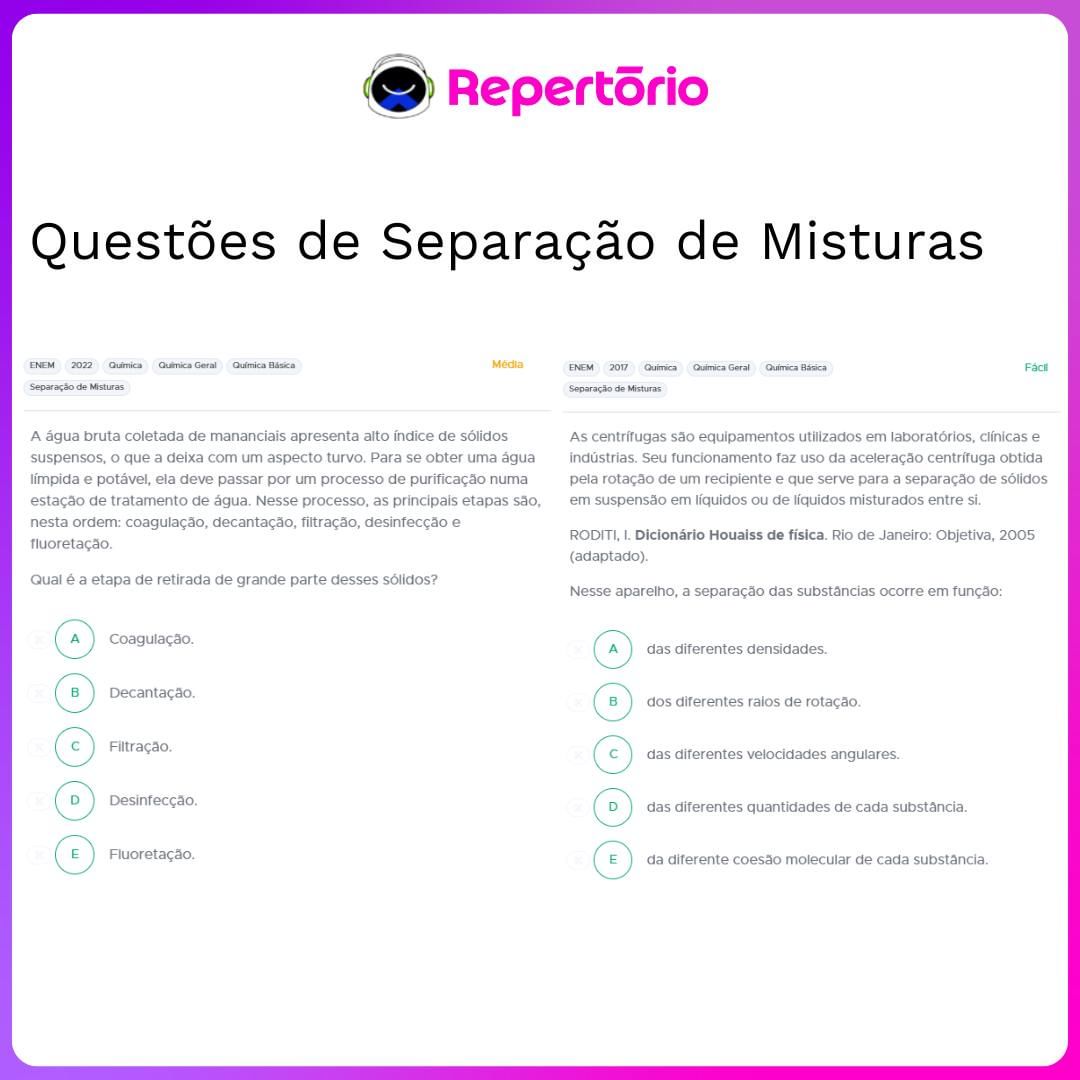 Repertório
Questões de Separação de Misturas
ENEM 2022 Química Química Geral Química Básica Média
Separação de Misturas
A água bruta coletada de mananciais apresenta alto índice de sólidos
suspensos, o que a deixa com um aspecto turvo. Para se obter uma água
límpida e potável, ela deve passar por um processo de purificação numa
estação de tratamento de água. Nesse processo, as principais etapas são,
nesta ordem: coagulação, decantação, filtração, desinfecção e
fluoretação.
Qual é a etapa de retirada de grande parte desses sólidos?
A Coagulação.
B Decantação.
C Filtração.
D Desinfecção.
E Fluoretação.
ENEM 2017 Química Química Geral Química Básica Fácil
Separação de Misturas
As centrífugas são equipamentos utilizados em laboratórios, clínicas e
indústrias. Seu funcionamento faz uso da aceleração centrífuga obtida
pela rotação de um recipiente e que serve para a separação de sólidos
em suspensão em líquidos ou de líquidos misturados entre si.
RODITI, I. Dicionário Houaiss de física. Rio de Janeiro: Objetiva, 2005
(adaptado).
Nesse aparelho, a separação das substâncias ocorre em função:
A das diferentes densidades.
B dos diferentes raios de rotação.
C das diferentes velocidades angulares.
D das diferentes quantidades de cada substância.
E da diferente coesão molecular de cada substância.